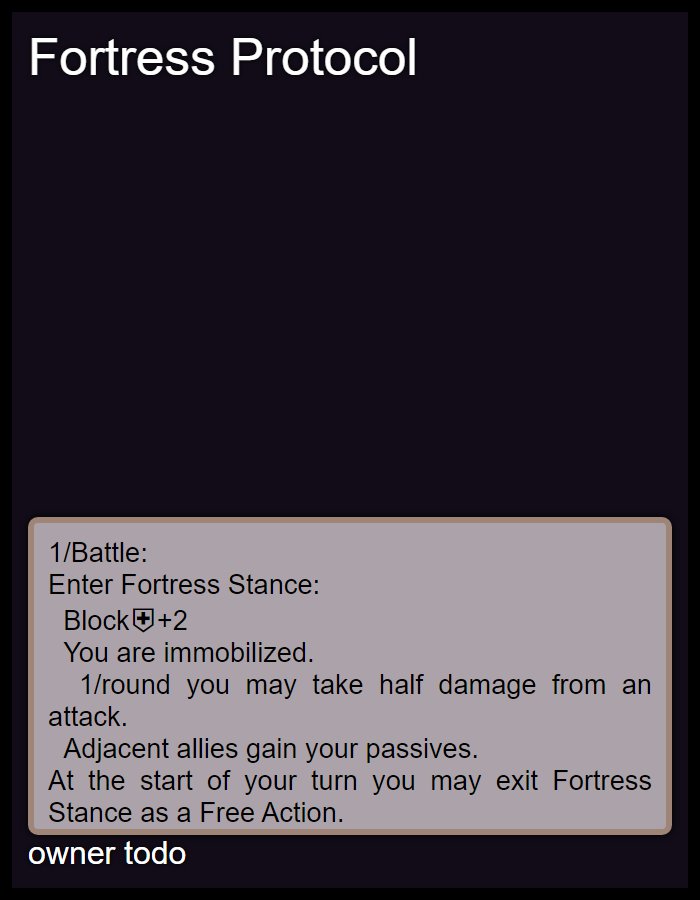 Fortress Protocol
1/Battle:
Enter Fortress Stance:
Block⛨+2
You are immobilized.
1/round you may take half damage from an
attack.
Adjacent allies gain your passives.
At the start of your turn you may exit Fortress
Stance as a Free Action.
owner todo